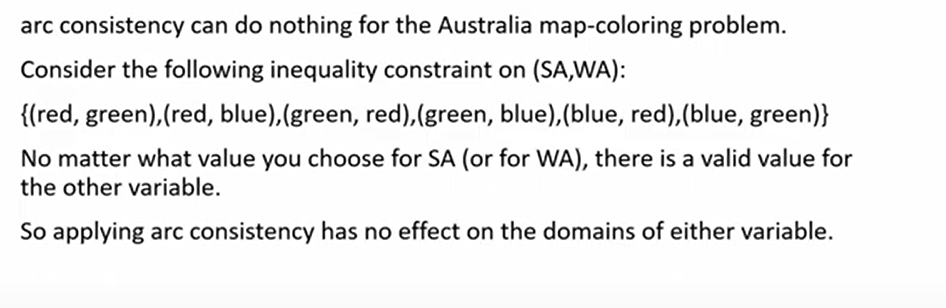 arc consistency can do nothing for the Australia map-coloring problem.
Consider the following inequality constraint on (SA,WA):
{(red, green),(red, blue),(green, red),(green, blue),(blue, red),(blue, green)}
No matter what value you choose for SA (or for WA), there is a valid value for
the other variable.
So applying arc consistency has no effect on the domains of either variable.